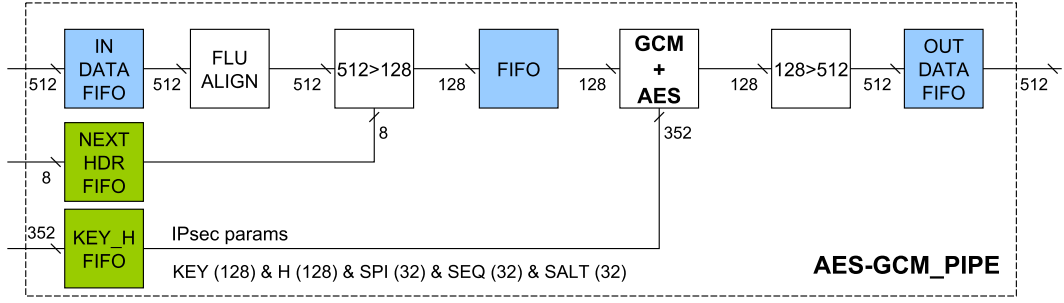 IN
DATA
FIFO
FLU
ALIGN
512>128
FIFO
GCM
+
AES
128>512
OUT
DATA
FIFO
512
512
512
128
128
128
512
512
8
352
NEXT
HDR
FIFO
8
352
KEY_H
FIFO
IPsec params
KEY (128) & H (128) & SPI (32) & SEQ (32) & SALT (32)
AES-GCM_PIPE